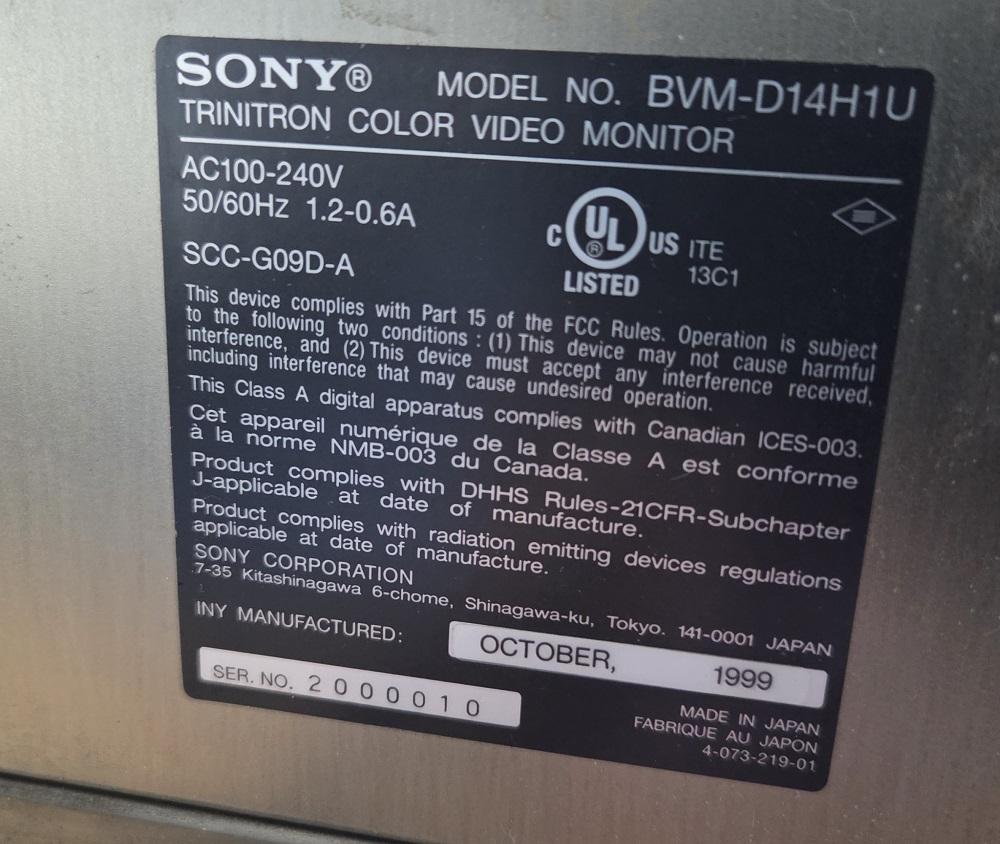 SONY® MODEL NO. BVM-D14H1U
TRINITRON COLOR VIDEO MONITOR
AC100-240V
50/60Hz 1.2-0.6A
C UL ® US ITE
LISTED 13C1
SCC-G09D-A
This device complies with Part 15 of the FCC Rules. Operation is subject
to the following two conditions : (1) This device may not cause harmful
interference, and (2) This device must accept any interference received,
including interference that may cause undesired operation.
This Class A digital apparatus complies with Canadian ICES-003.
Cet appareil numérique de la Classe A est conforme
à la norme NMB-003 du Canada.
Product complies with DHHS Rules-21CFR-Subchapter
J-applicable at date of manufacture.
Product complies with radiation emitting devices regulations
applicable at date of manufacture.
SONY CORPORATION
7-35 Kitashinagawa 6-chome, Shinagawa-ku, Tokyo. 141-0001 JAPAN
INY MANUFACTURED: OCTOBER, 1999
SER. NO. 2000010
MADE IN JAPAN
FABRIQUE AU JAPON
4-073-219-01